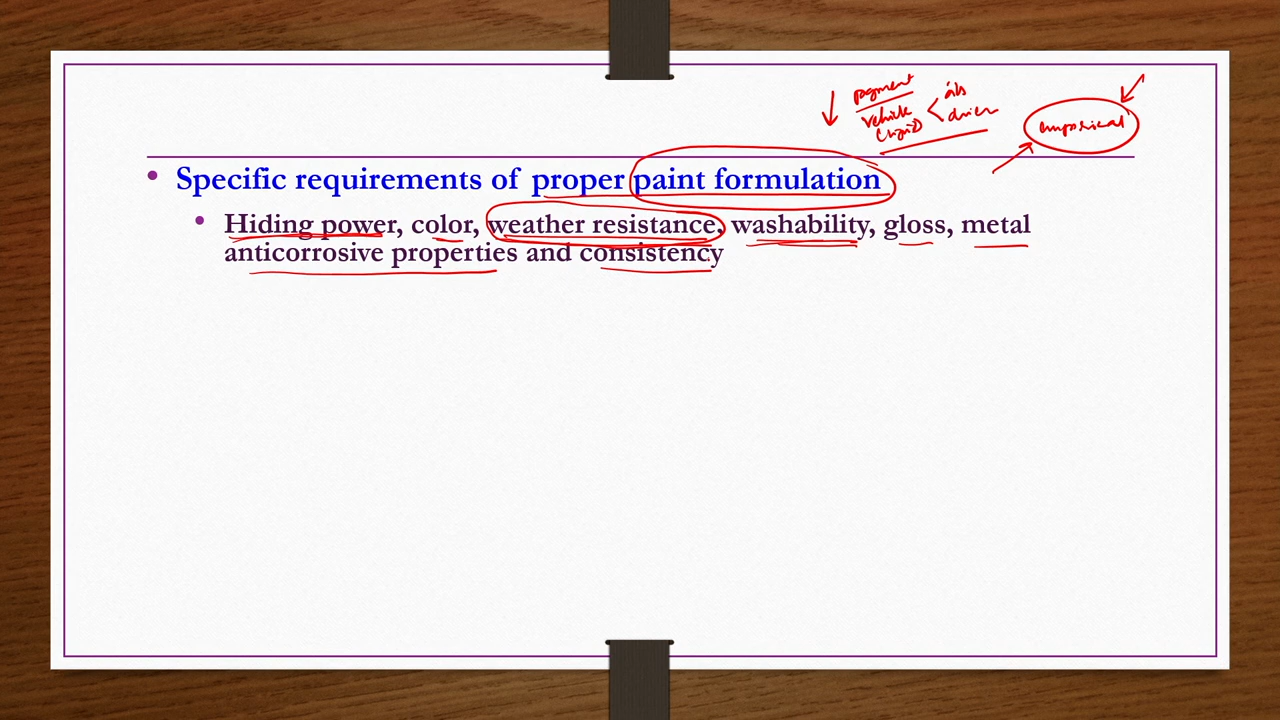 pigment
vehicle
(liquid)
oils
drier
empirical
• Specific requirements of proper paint formulation
• Hiding power, color, weather resistance, washability, gloss, metal
anticorrosive properties and consistency